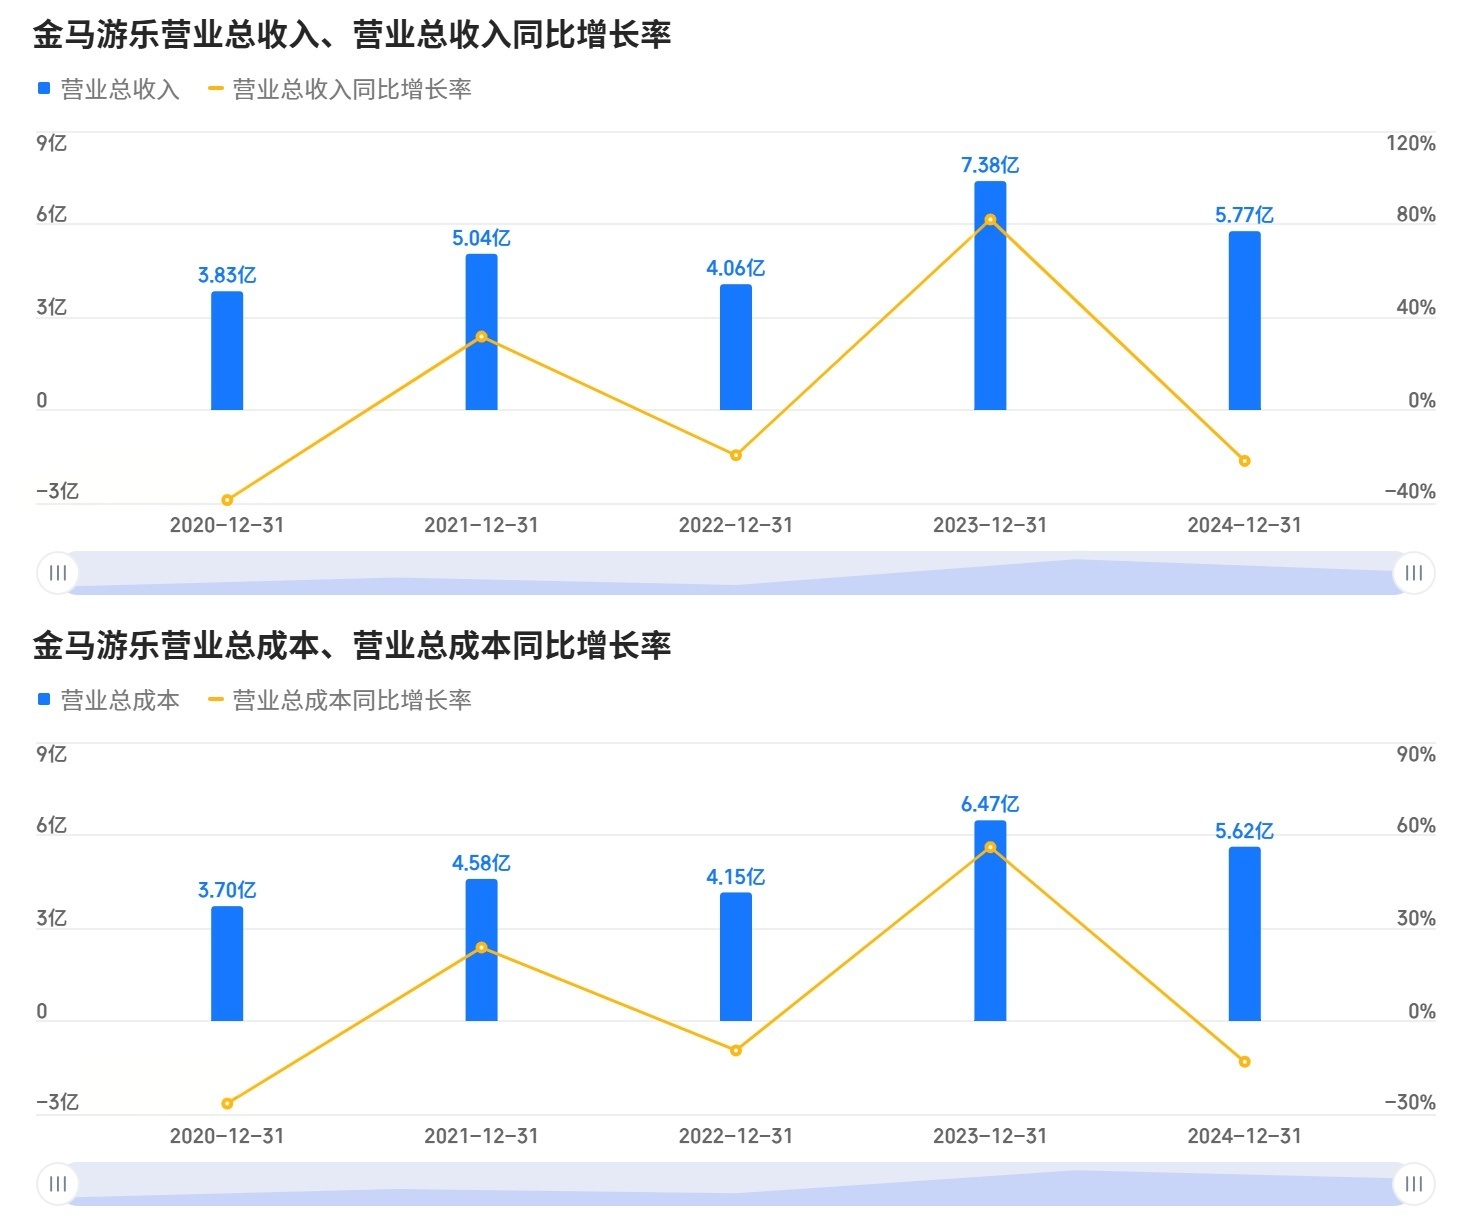 金马游乐营业总收入、营业总收入同比增长率
营业总收入 营业总收入同比增长率
9亿 120%
7.38亿
6亿 5.77亿 80%
5.04亿
4.06亿
3.83亿
3亿 40%
0 0%
-3亿 -40%
2020-12-31 2021-12-31 2022-12-31 2023-12-31 2024-12-31
金马游乐营业总成本、营业总成本同比增长率
营业总成本 营业总成本同比增长率
9亿 90%
6.47亿
6亿 5.62亿 60%
4.58亿
4.15亿
3.70亿
3亿 30%
0 0%
-3亿 -30%
2020-12-31 2021-12-31 2022-12-31 2023-12-31 2024-12-31